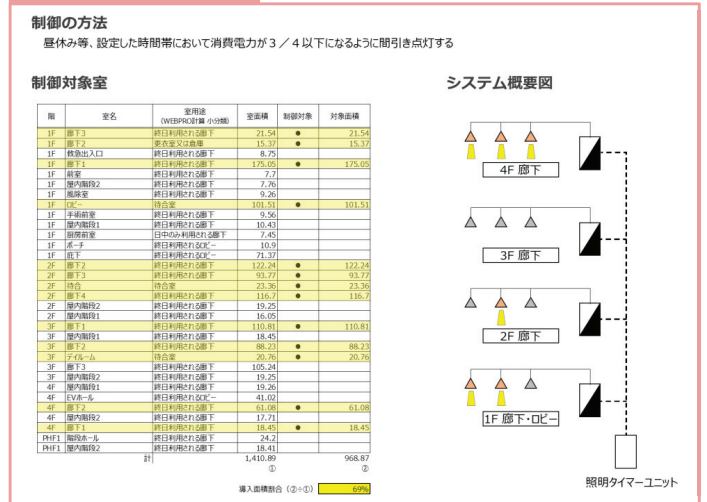 制御の方法
昼休み等、設定した時間帯において消費電力が３／４以下になるように間引き点灯する
制御対象室
システム概要図
階 室名 室用途 (WEBPRO計算 小分類) 室面積 制御対象 対象面積
1F 廊下3 終日利用される廊下 21.54 ● 21.54
1F 廊下2 更衣室又は倉庫 15.37 ● 15.37
1F 救急出入口 終日利用される廊下 8.75
1F 廊下1 終日利用される廊下 175.05 ● 175.05
1F 前室 終日利用される廊下 7.7
1F 屋内階段2 終日利用される廊下 7.76
1F 風除室 終日利用される廊下 9.26
1F ロビー 待合室 101.51 ● 101.51
1F 手術前室 終日利用される廊下 9.56
1F 屋内階段1 終日利用される廊下 10.43
1F 厨房前室 日中のみ利用される廊下 7.45
1F ポーチ 終日利用されるロビー 10.9
1F 庇下 終日利用されるロビー 71.37
2F 廊下2 終日利用される廊下 122.24 ● 122.24
2F 廊下3 終日利用される廊下 93.77 ● 93.77
2F 待合 待合室 23.36 ● 23.36
2F 廊下4 終日利用される廊下 116.7 ● 116.7
2F 屋内階段2 終日利用される廊下 19.25
2F 屋内階段1 終日利用される廊下 16.05
3F 廊下1 終日利用される廊下 110.81 ● 110.81
3F 屋内階段1 終日利用される廊下 18.45
3F 廊下2 終日利用される廊下 88.23 ● 88.23
3F デイルーム 待合室 20.76 ● 20.76
3F 廊下3 終日利用される廊下 105.24
3F 屋内階段2 終日利用される廊下 19.25
4F 屋内階段1 終日利用される廊下 19.26
4F EVホール 終日利用されるロビー 41.02
4F 廊下2 終日利用される廊下 61.08 ● 61.08
4F 屋内階段2 終日利用される廊下 17.71
4F 廊下1 終日利用される廊下 18.45 ● 18.45
PHF1 階段ホール 終日利用される廊下 24.2
PHF1 屋内階段2 終日利用される廊下 18.41
計 1,410.89 968.87
① ②
導入面積割合（②÷①） 69%
4F 廊下
3F 廊下
2F 廊下
1F 廊下・ロビー
照明タイマーユニット